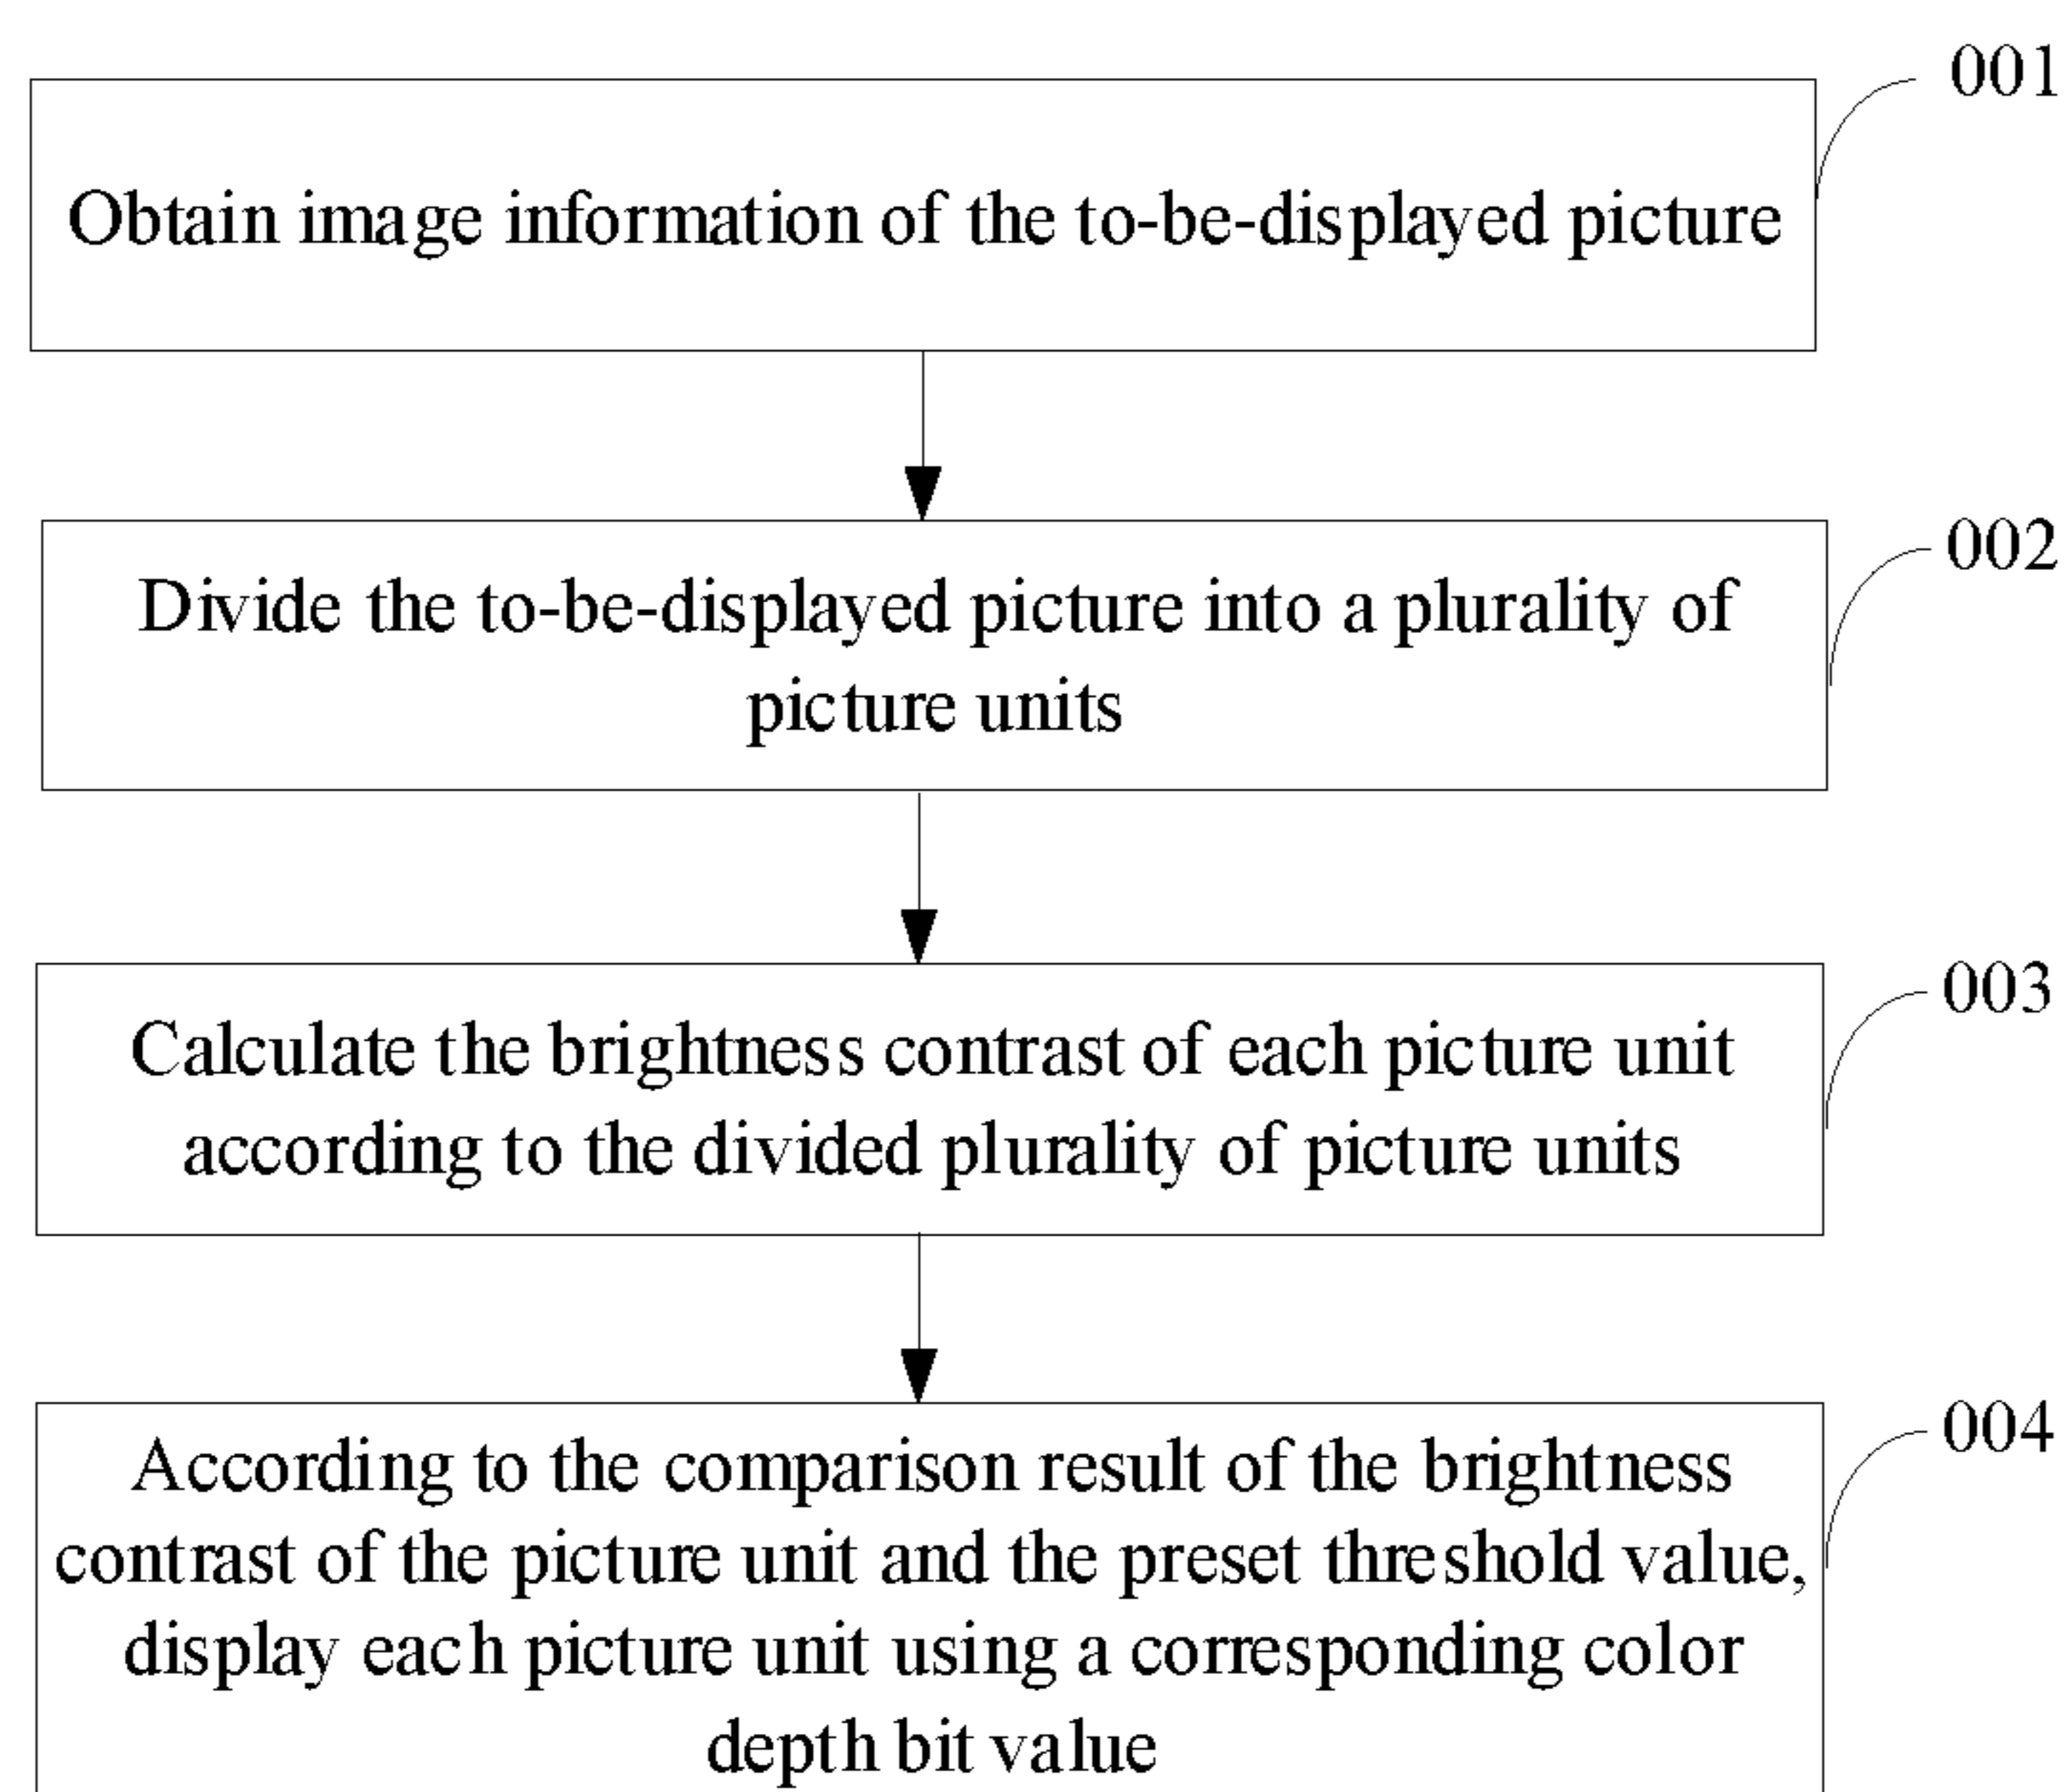 001
Obtain image information of the to-be-displayed picture
002
Divide the to-be-displayed picture into a plurality of
picture units
003
Calculate the brightness contrast of each picture unit
according to the divided plurality of picture units
004
According to the comparison result of the brightness
contrast of the picture unit and the preset threshold value,
display each picture unit using a corresponding color
depth bit value